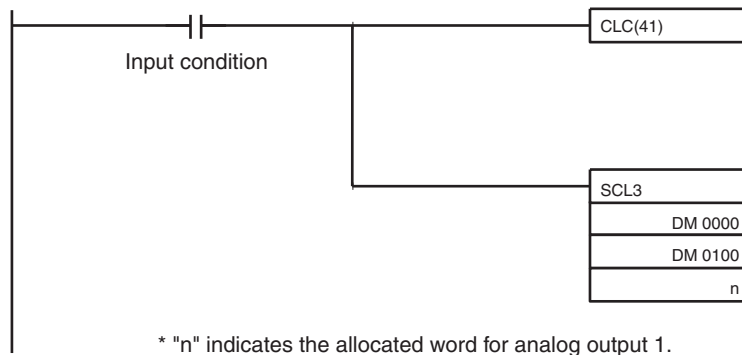 CLC(41)
Input condition
SCL3
DM 0000
DM 0100
n
* "n" indicates the allocated word for analog output 1.